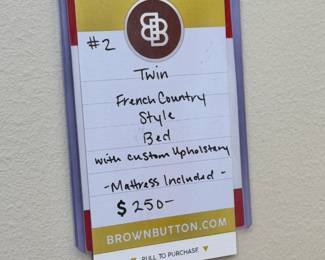 #2
Twin
French Country
Style
Bed
with custom Upholstery
-Mattress Included-
$250-
BROWNBUTTON.COM
PULL TO PURCHASE